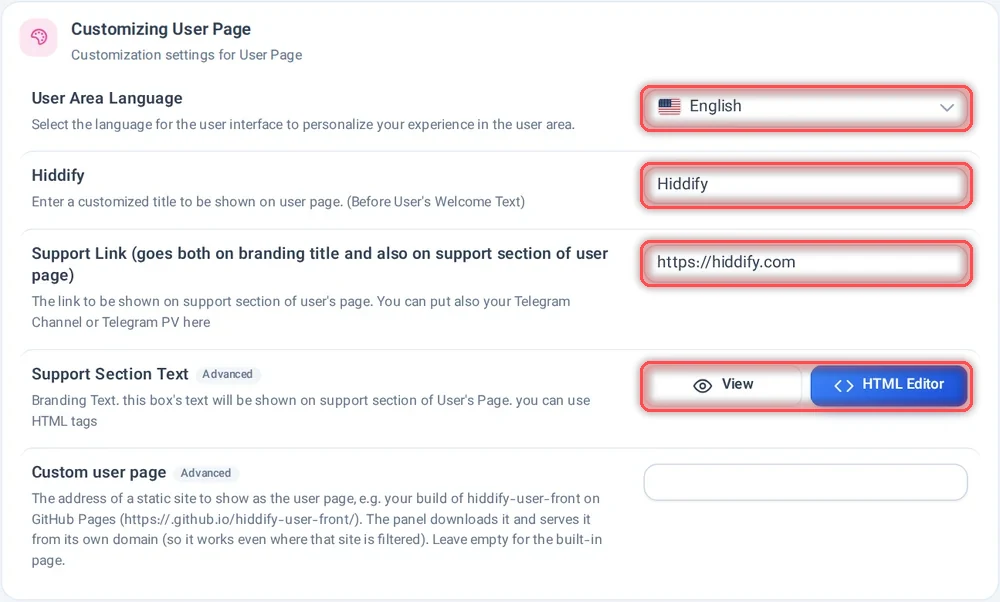 Customizing User Page
Customization settings for User Page
User Area Language
Select the language for the user interface to personalize your experience in the user area.
English
Hiddify
Enter a customized title to be shown on user page. (Before User's Welcome Text)
Hiddify
Support Link (goes both on branding title and also on support section of user
page)
The link to be shown on support section of user's page. You can put also your Telegram
Channel or Telegram PV here
https://hiddify.com
Support Section Text Advanced
Branding Text. this box's text will be shown on support section of User's Page. you can use
HTML tags
View
HTML Editor
Custom user page Advanced
The address of a static site to show as the user page, e.g. your build of hiddify-user-front on
GitHub Pages (https://.github.io/hiddify-user-front/). The panel downloads it and serves it
from its own domain (so it works even where that site is filtered). Leave empty for the built-in
page.